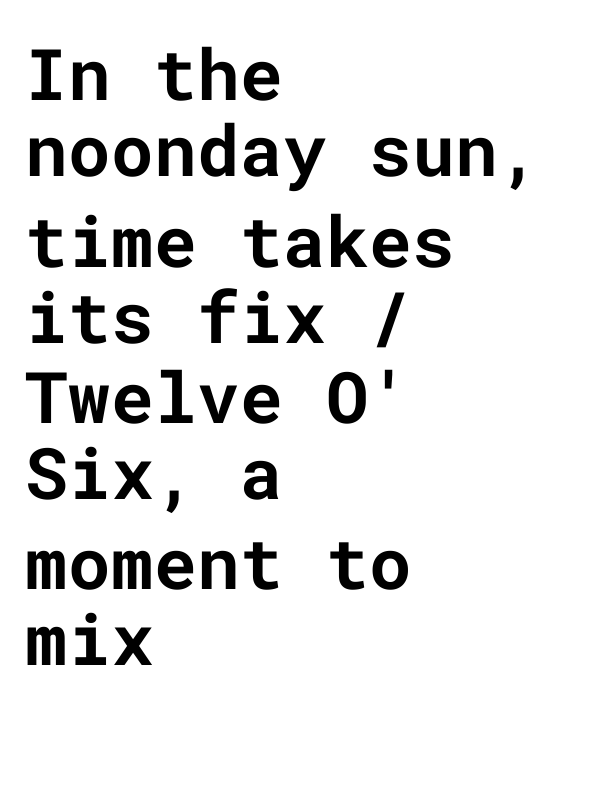 In the
noonday sun,
time takes
its fix /
Twelve O'
Six, a
moment to
mix